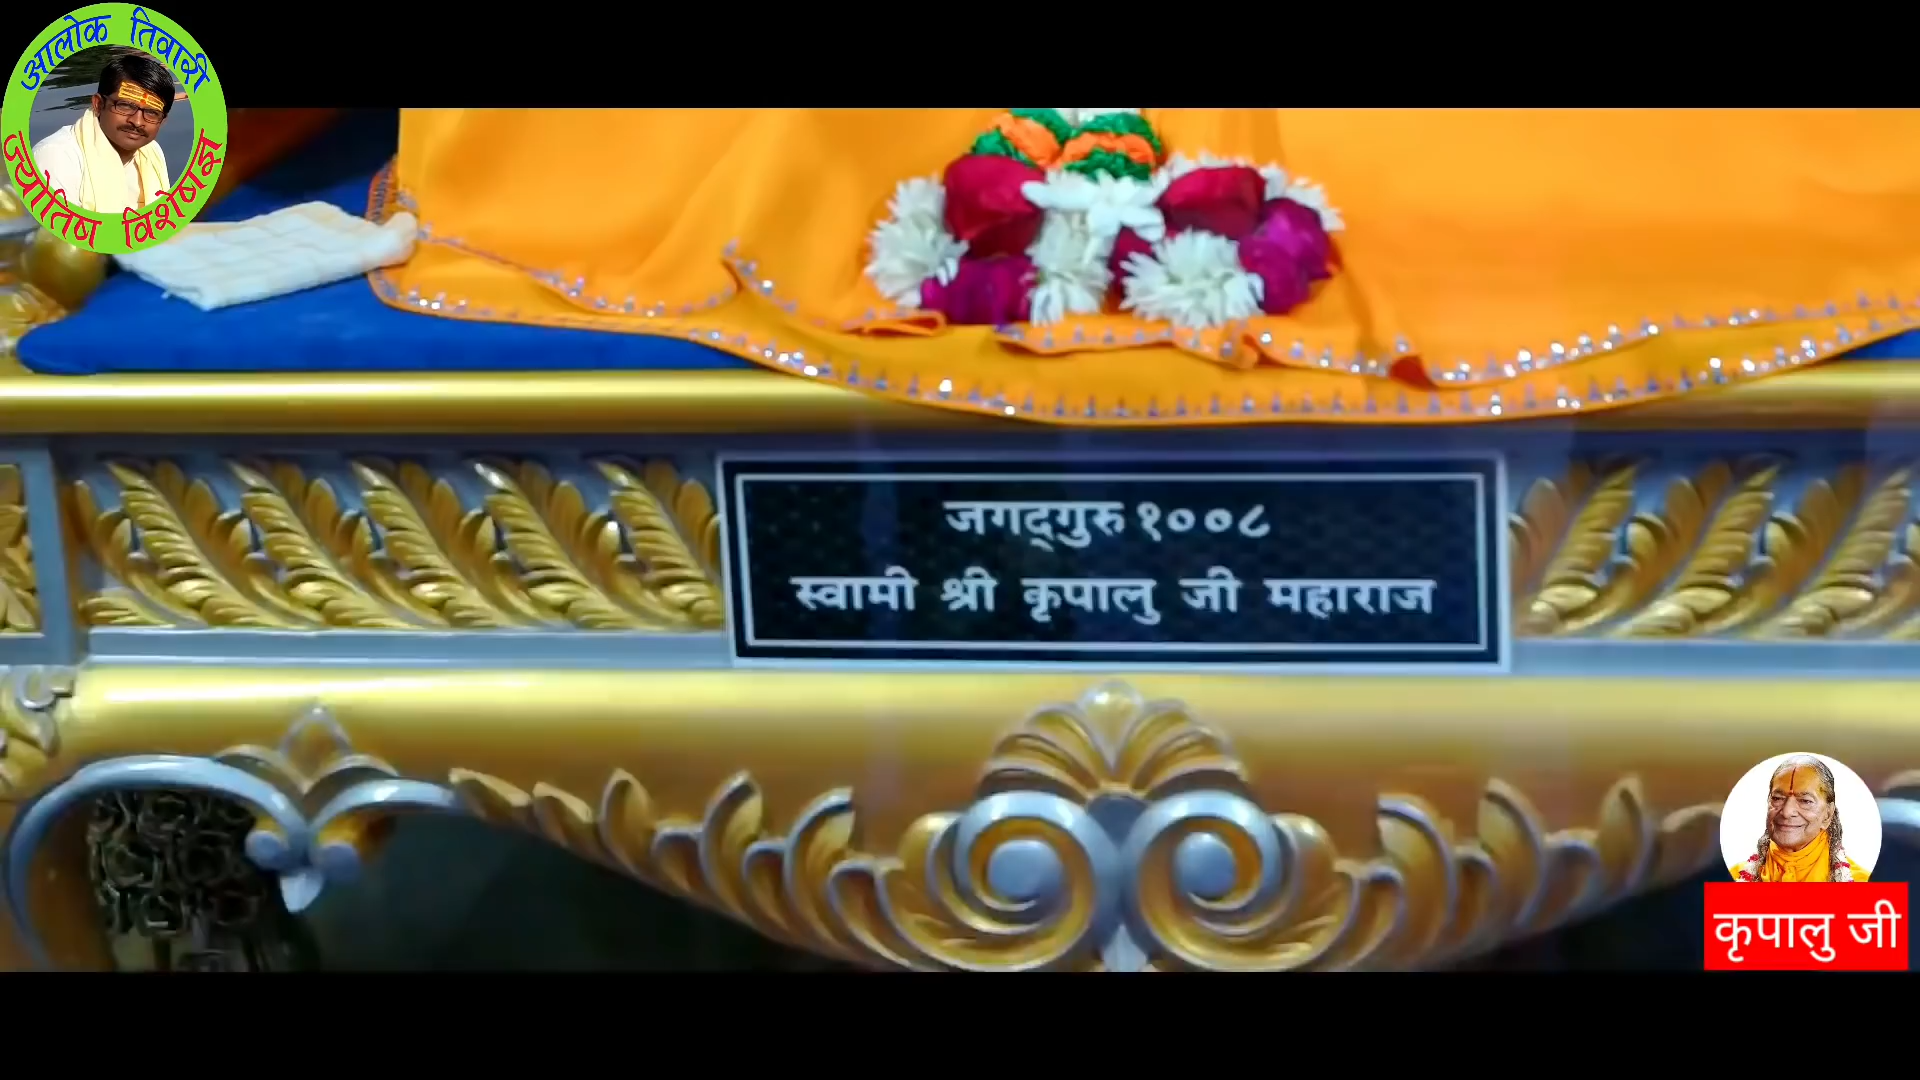 आलोक तिवारी
ज्योतिष विशेषज्ञ
जगद्गुरु १००८
स्वामी श्री कृपालु जी महाराज
कृपालु जी